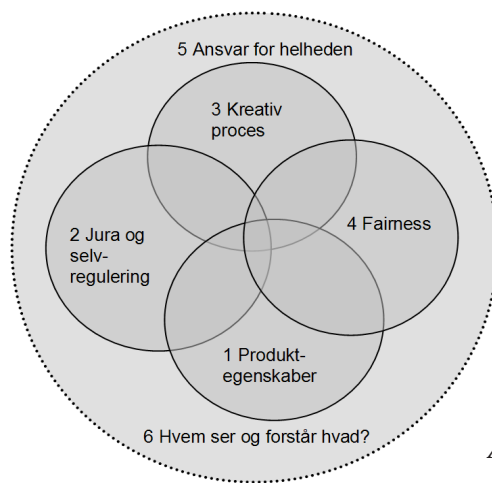 5 Ansvar for helheden
3 Kreativ
proces
2 Jura og
selv-
regulering
4 Fairness
1 Produkt-
egenskaber
6 Hvem ser og forstår hvad?
A